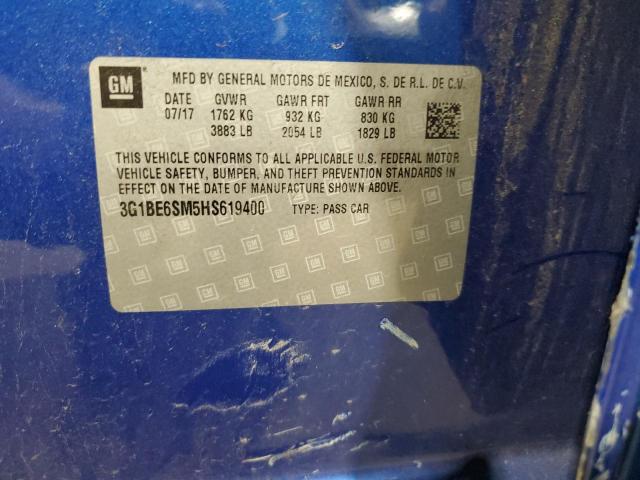 GM
MFD BY GENERAL MOTORS DE MEXICO, S. DE R.L. DE C.V.
DATE GVWR GAWR FRT GAWR RR
07/17 1762 KG 932 KG 830 KG
3883 LB 2054 LB 1829 LB
THIS VEHICLE CONFORMS TO ALL APPLICABLE U.S. FEDERAL MOTOR
VEHICLE SAFETY, BUMPER, AND THEFT PREVENTION STANDARDS IN
EFFECT ON THE DATE OF MANUFACTURE SHOWN ABOVE.
3G1BE6SM5HS619400 TYPE: PASS CAR